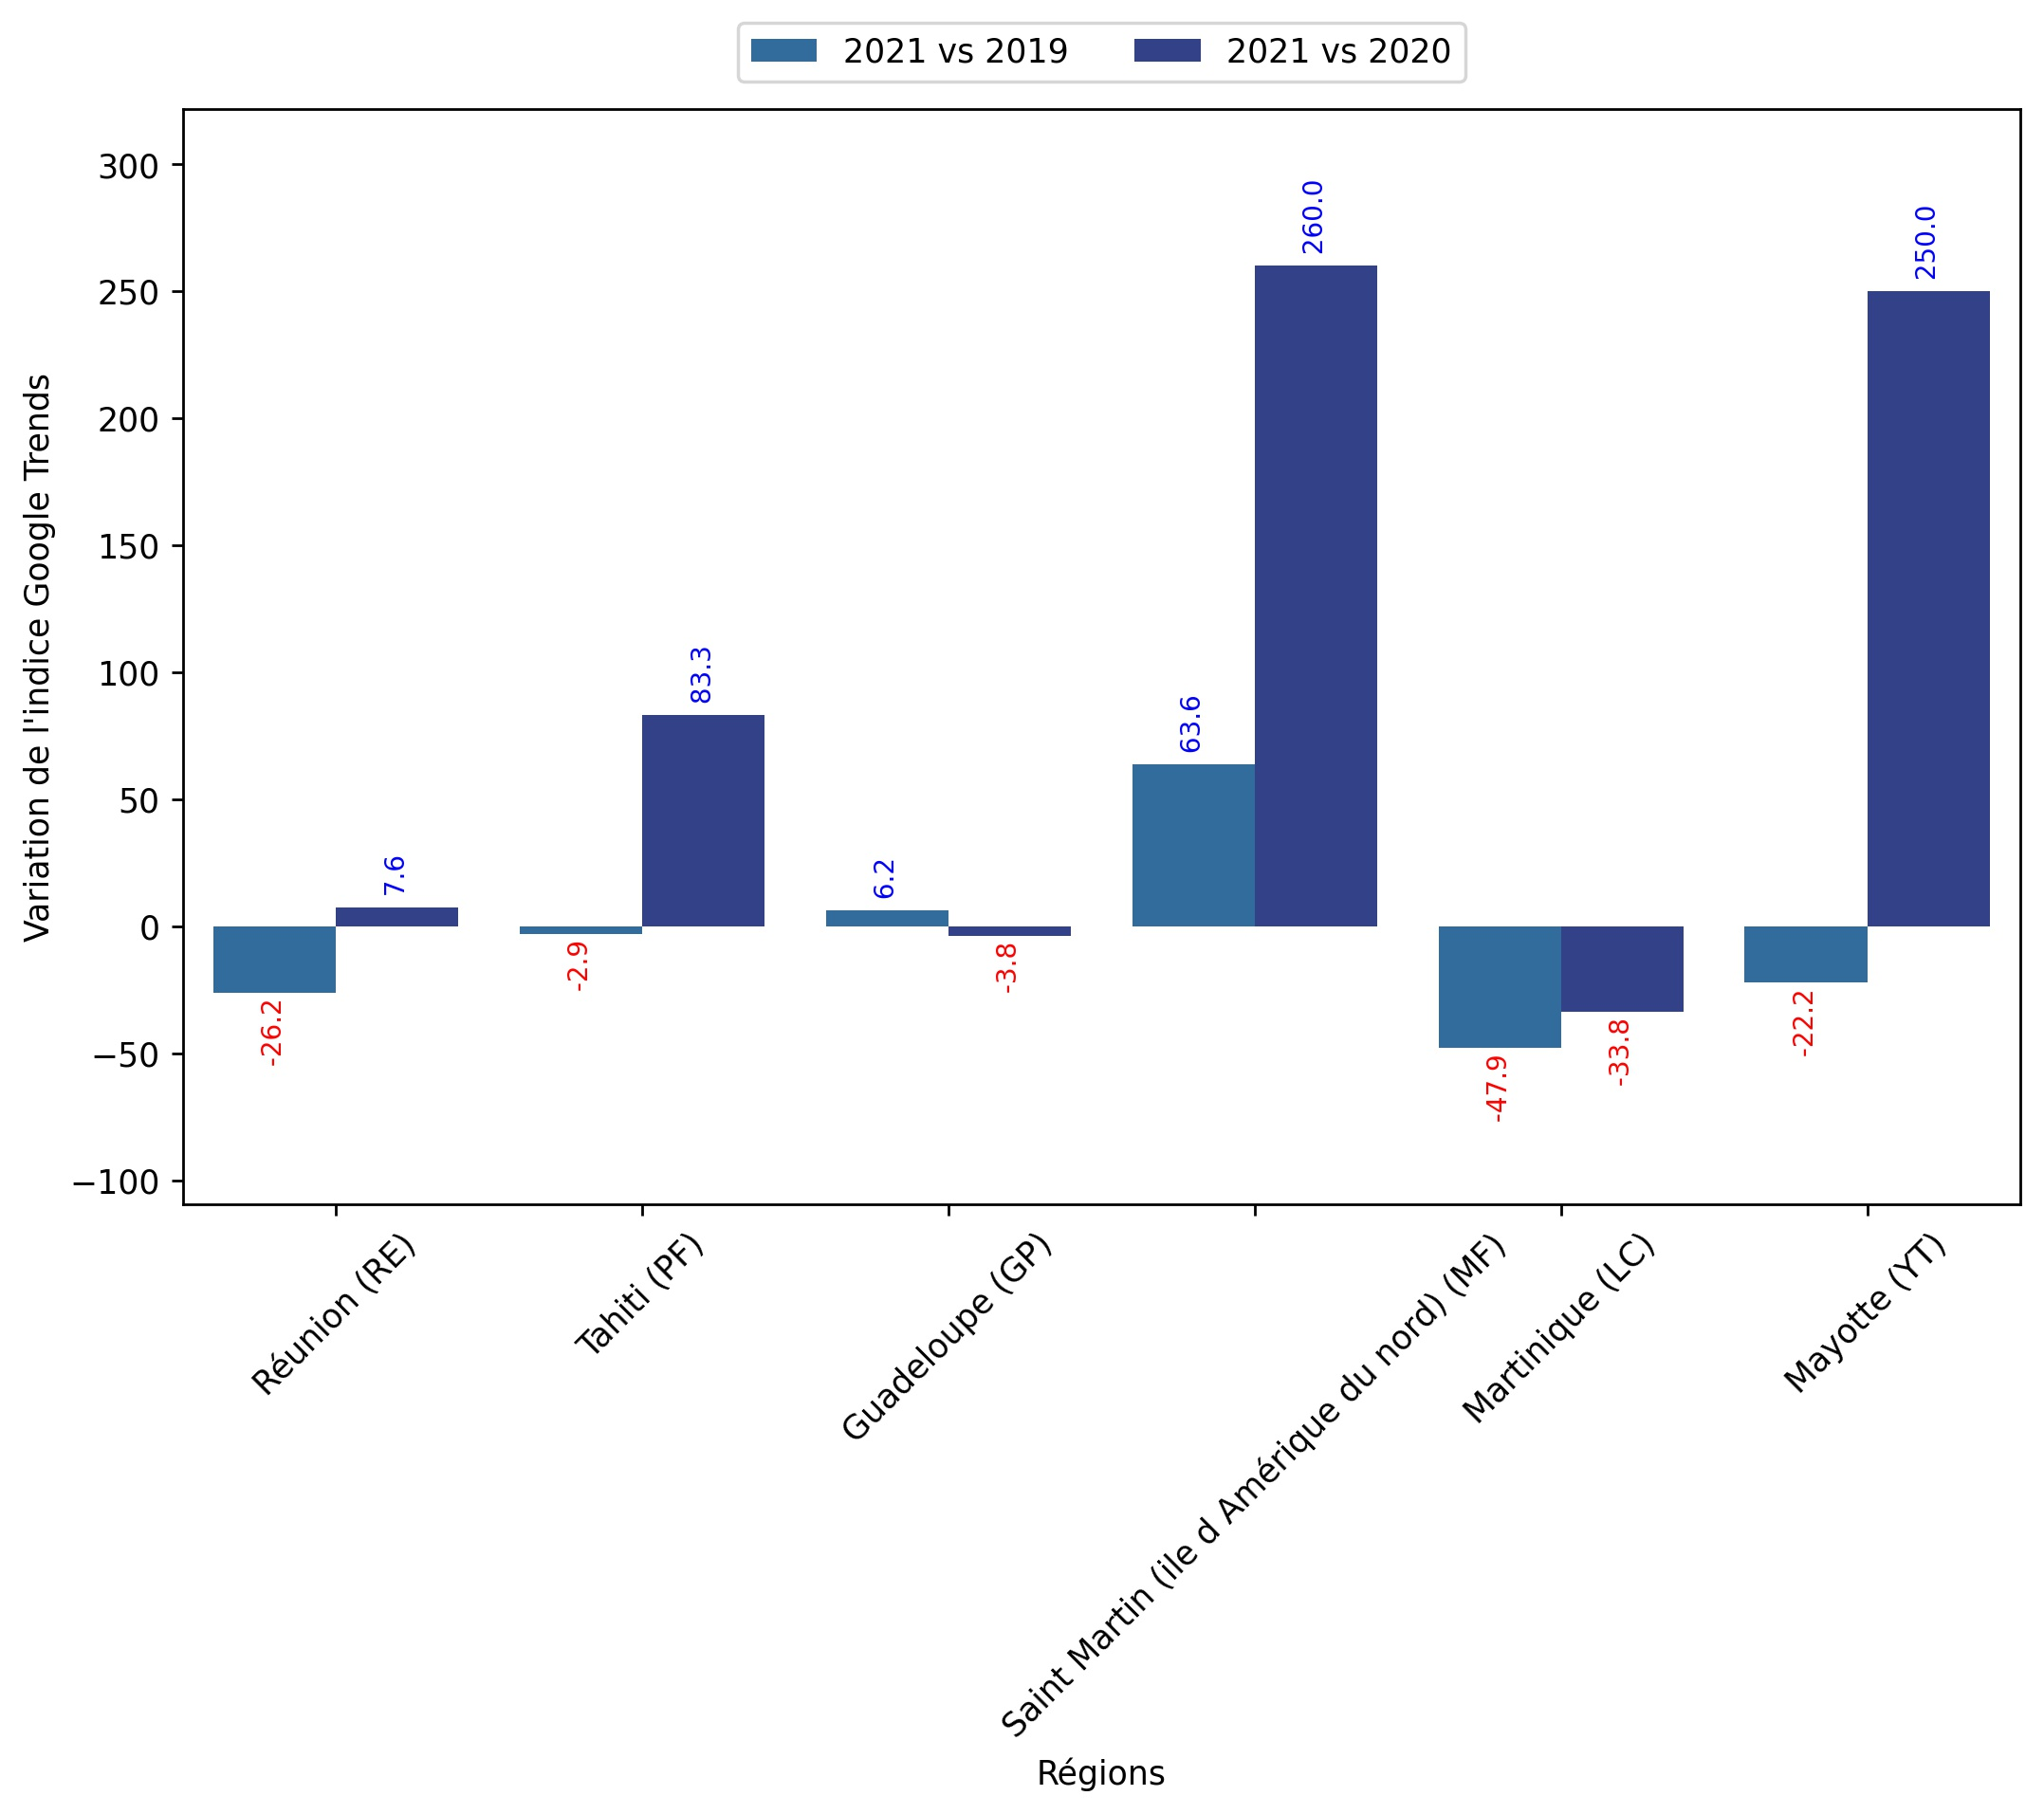 2021 vs 2019
2021 vs 2020
Variation de l'indice Google Trends
300
250
200
150
100
50
0
−50
−100
-26.2
7.6
-2.9
83.3
6.2
-3.8
63.6
260.0
-47.9
-33.8
-22.2
250.0
Réunion (RE)
Tahiti (PF)
Guadeloupe (GP)
Saint Martin (ile d Amérique du nord) (MF)
Martinique (LC)
Mayotte (YT)
Régions